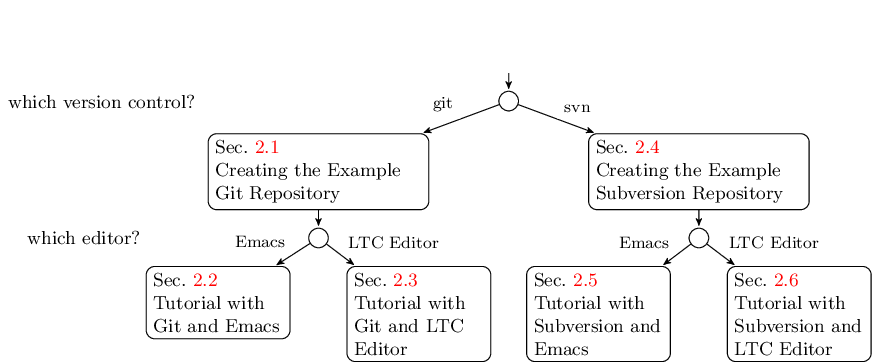 which version control?
git
svn
Sec. 2.1
Creating the Example
Git Repository
Sec. 2.4
Creating the Example
Subversion Repository
which editor?
Emacs
LTC Editor
Emacs
LTC Editor
Sec. 2.2
Tutorial with
Git and Emacs
Sec. 2.3
Tutorial with
Git and LTC
Editor
Sec. 2.5
Tutorial with
Subversion and
Emacs
Sec. 2.6
Tutorial with
Subversion and
LTC Editor